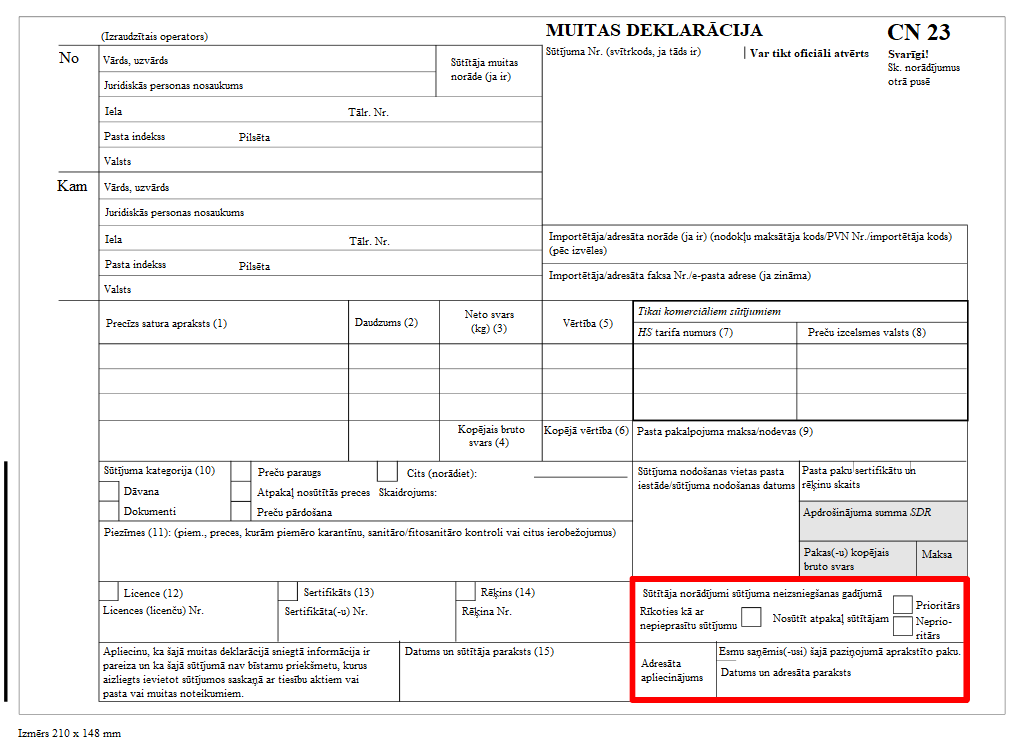 (Izraudzītais operators)
MUITAS DEKLARĀCIJA
CN 23
No
Vārds, uzvārds
Sūtītāja muitas
norāde (ja ir)
Sūtījuma Nr. (svītrkods, ja tāds ir)
Var tikt oficiāli atvērts
Svarīgi!
Sk. norādījumus
otrā pusē
Juridiskās personas nosaukums
Iela
Tālr. Nr.
Pasta indekss
Pilsēta
Valsts
Kam
Vārds, uzvārds
Juridiskās personas nosaukums
Iela
Tālr. Nr.
Pasta indekss
Pilsēta
Valsts
Importētāja/adresāta norāde (ja ir) (nodokļu maksātāja kods/PVN Nr./importētāja kods)
(pēc izvēles)
Importētāja/adresāta faksa Nr./e-pasta adrese (ja zināma)
Precīzs satura apraksts (1)
Daudzums (2)
Neto svars
(kg) (3)
Vērtība (5)
Tikai komerciāliem sūtījumiem
HS tarifa numurs (7)
Preču izcelsmes valsts (8)
Kopējais bruto
svars (4)
Kopējā vērtība (6)
Pasta pakalpojuma maksa/nodevas (9)
Sūtījuma kategorija (10)
Dāvana
Dokumenti
Preču paraugs
Atpakaļ nosūtītās preces
Preču pārdošana
Cits (norādiet):
Skaidrojums:
Sūtījuma nodošanas vietas pasta
iestāde/sūtījuma nodošanas datums
Pasta paku sertifikātu un
rēķinu skaits
Apdrošinājuma summa SDR
Pakas(-u) kopējais
bruto svars
Maksa
Piezīmes (11): (piem., preces, kurām piemēro karantīnu, sanitāro/fitosanitāro kontroli vai citus ierobežojumus)
Licence (12)
Licences (licenču) Nr.
Sertifikāts (13)
Sertifikāta(-u) Nr.
Rēķins (14)
Rēķina Nr.
Sūtītāja norādījumi sūtījuma neizsniegšanas gadījumā
Rīkoties kā ar
nepieprasītu sūtījumu
Nosūtīt atpakaļ sūtītājam
Prioritārs
Neprio-
ritārs
Apliecinu, ka šajā muitas deklarācijā sniegtā informācija ir
pareiza un ka šajā sūtījumā nav bīstamu priekšmetu, kurus
aizliegts ievietot sūtījumos saskaņā ar tiesību aktiem vai
pasta vai muitas noteikumiem.
Datums un sūtītāja paraksts (15)
Adresāta
apliecinājums
Esmu saņēmis(-usi) šajā paziņojumā aprakstīto paku.
Datums un adresāta paraksts
Izmērs 210 x 148 mm